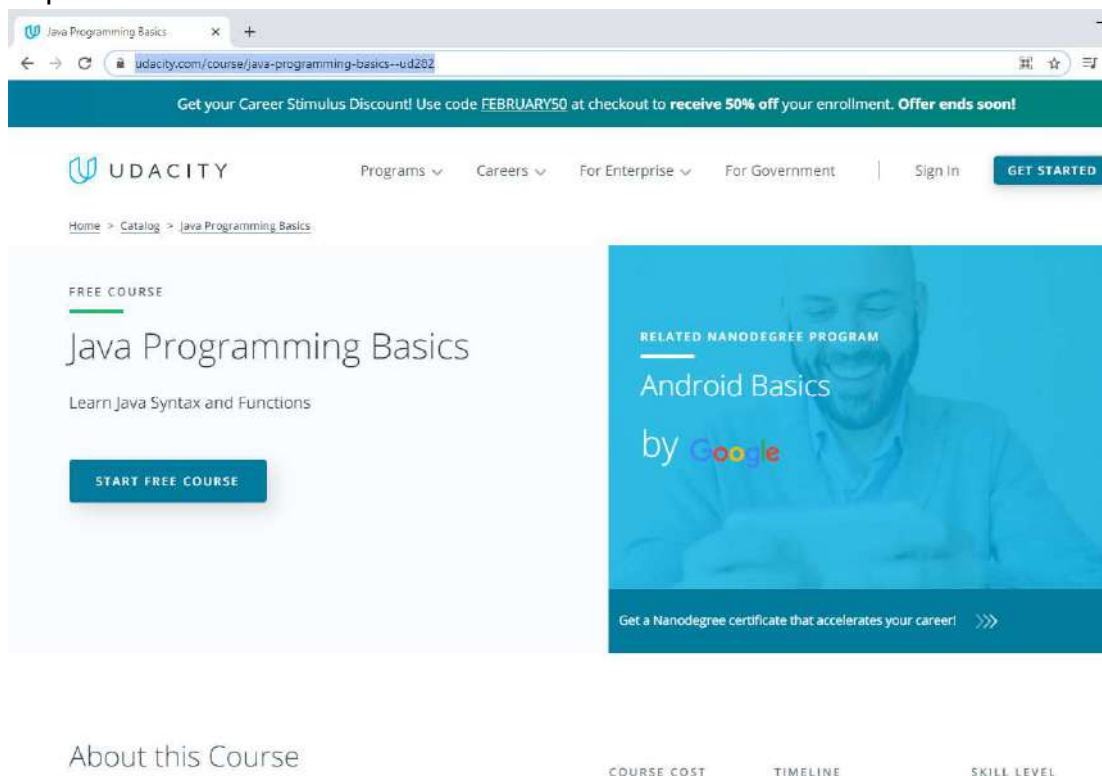 Java Programming Basics
udacity.com/course/java-programming-basics--ud282
Get your Career Stimulus Discount! Use code FEBRUARY50 at checkout to receive 50% off your enrollment. Offer ends soon!
UDACITY Programs Careers For Enterprise For Government Sign In GET STARTED
Home > Catalog > Java Programming Basics
FREE COURSE
Java Programming Basics
Learn Java Syntax and Functions
START FREE COURSE
RELATED NANODEGREE PROGRAM
Android Basics
by Google
Get a Nanodegree certificate that accelerates your career!
About this Course
COURSE COST TIMELINE SKILL LEVEL